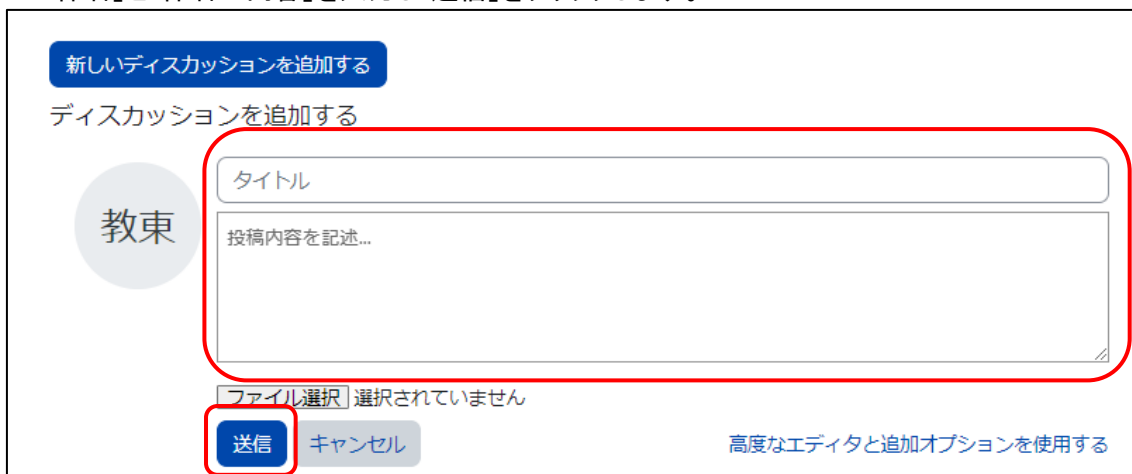 新しいディスカッションを追加する
ディスカッションを追加する
教東
タイトル
投稿内容を記述...
ファイル選択 選択されていません
送信 キャンセル 高度なエディタと追加オプションを使用する